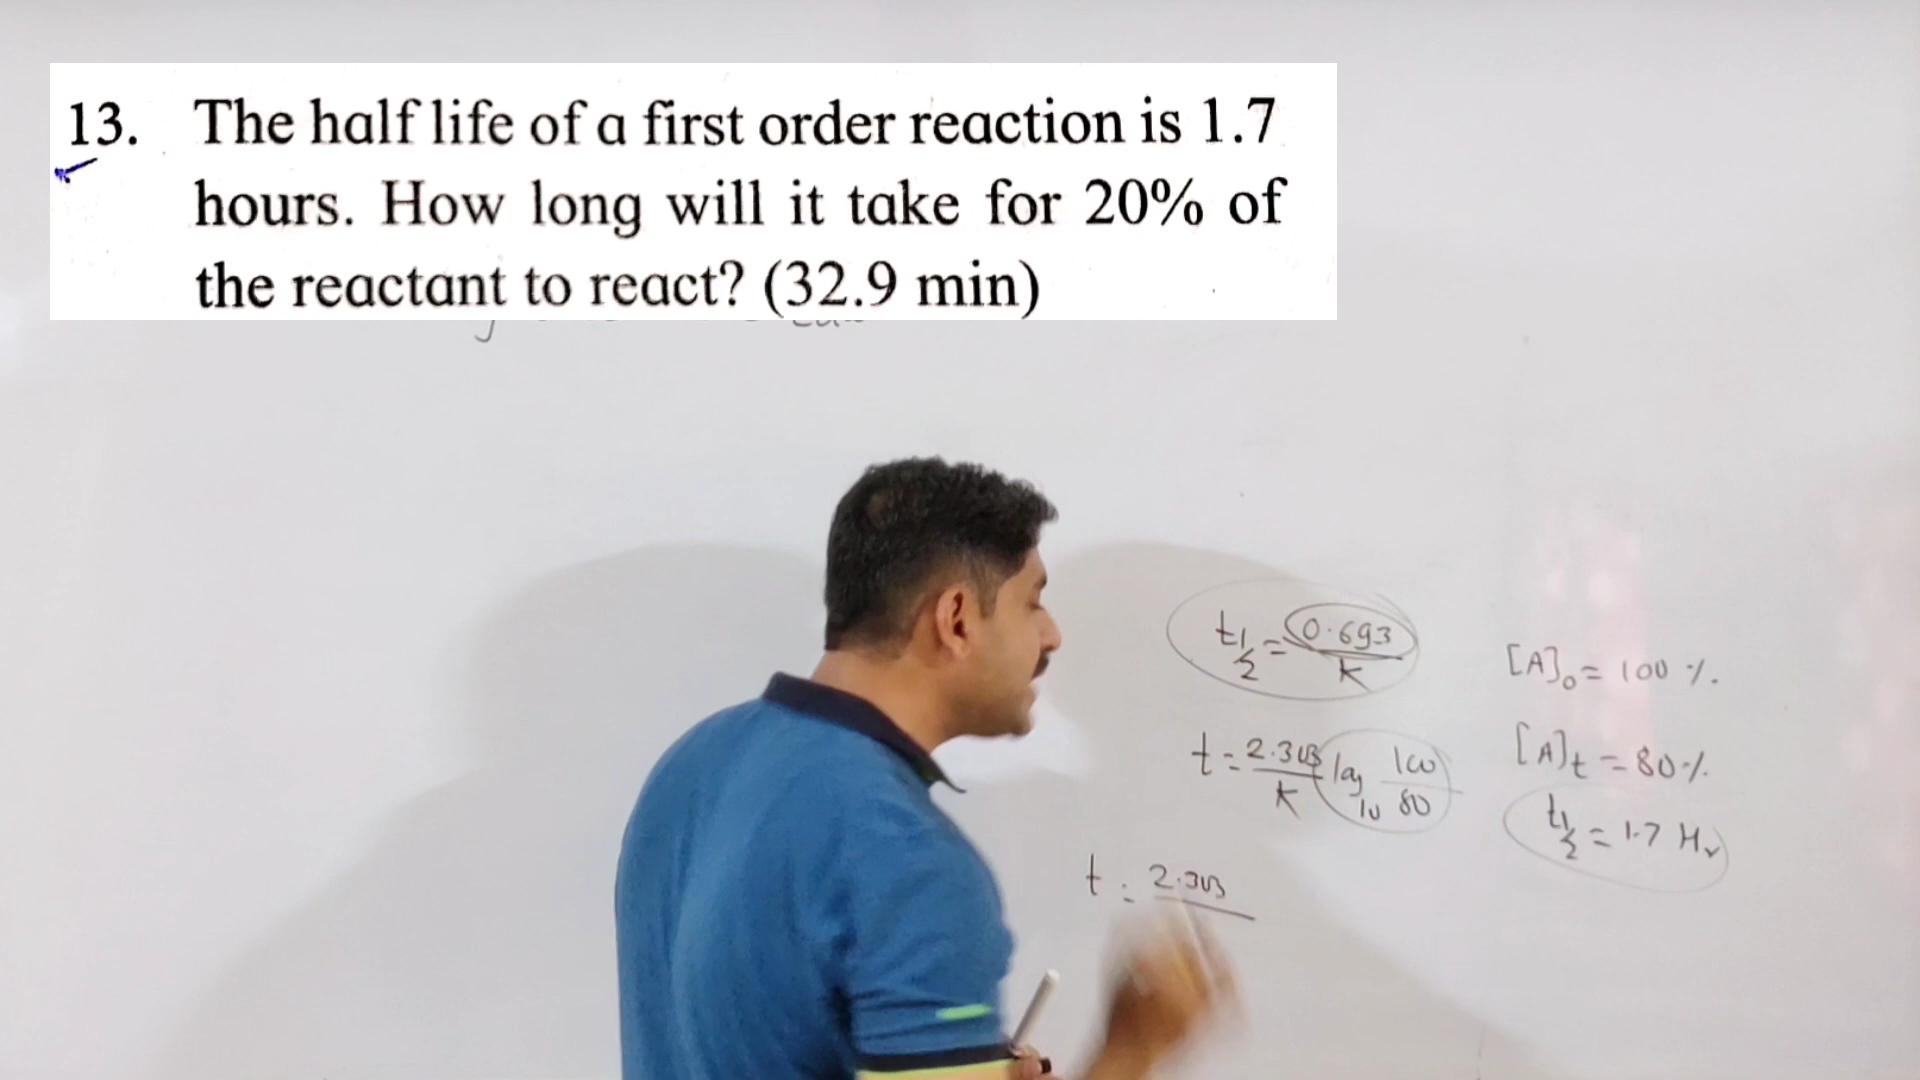 13. The half life of a first order reaction is 1.7
hours. How long will it take for 20% of
the reactant to react? (32.9 min)
t½ = 0.693/k
[A]₀ = 100 %.
t = 2.303/k log₁₀ 100/80
[A]t = 80%
t½ = 1.7 Hr
t = 2.303